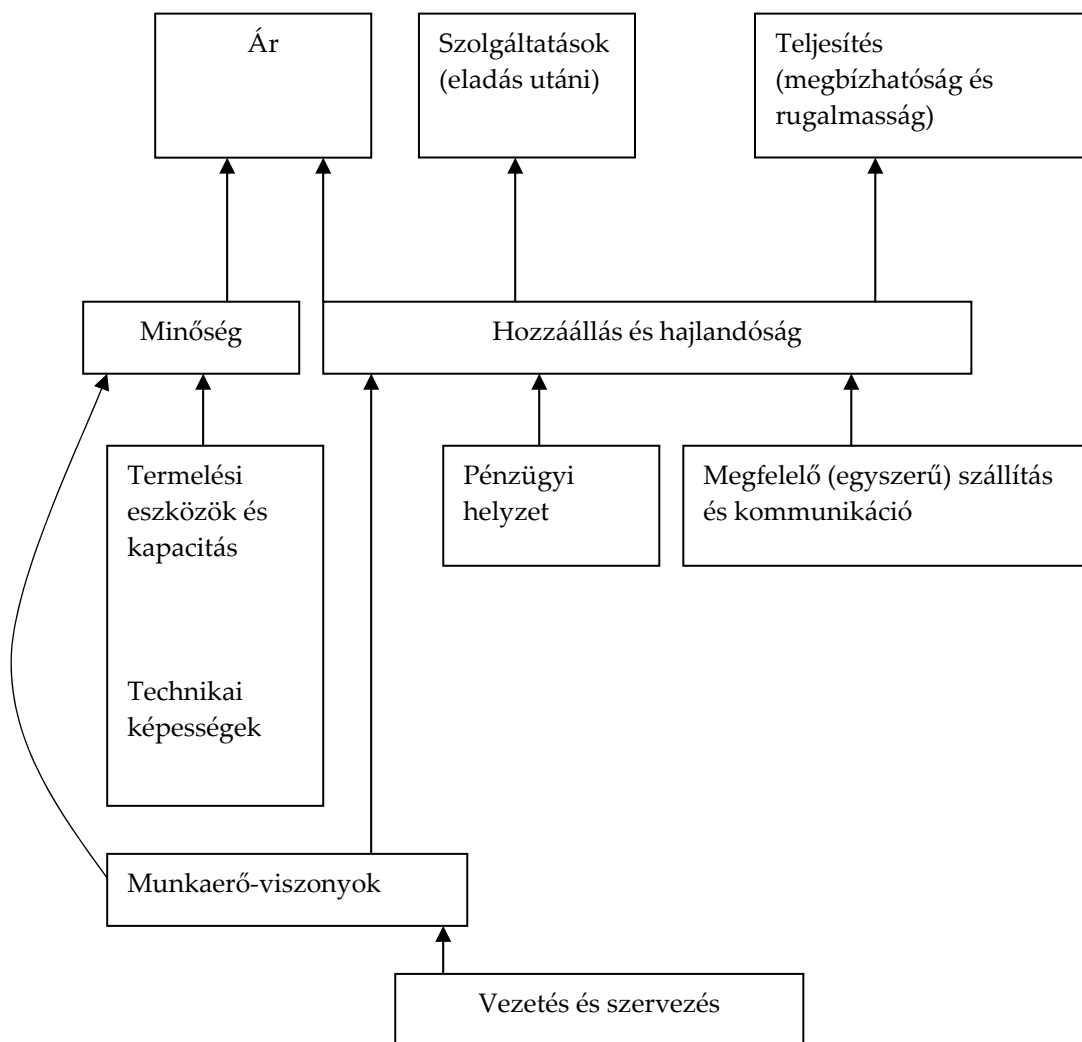 Ár
Szolgáltatások
(eladás utáni)
Teljesítés
(megbízhatóság és
rugalmasság)
Minőség
Hozzáállás és hajlandóság
Termelési
eszközök és
kapacitás
Technikai
képességek
Pénzügyi
helyzet
Megfelelő (egyszerű) szállítás
és kommunikáció
Munkaerő-viszonyok
Vezetés és szervezés